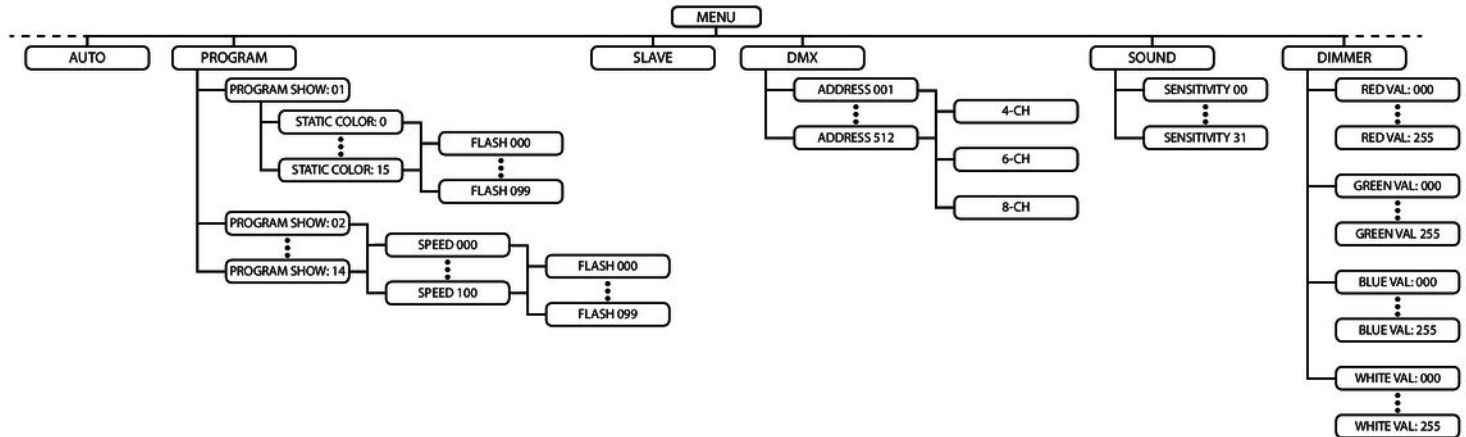 MENU
AUTO
PROGRAM
SLAVE
DMX
SOUND
DIMMER
PROGRAM SHOW: 01
STATIC COLOR: 0
STATIC COLOR: 15
FLASH 000
FLASH 099
PROGRAM SHOW: 02
PROGRAM SHOW: 14
SPEED 000
SPEED 100
FLASH 000
FLASH 099
ADDRESS 001
ADDRESS 512
4-CH
6-CH
8-CH
SENSITIVITY 00
SENSITIVITY 31
RED VAL: 000
RED VAL: 255
GREEN VAL: 000
GREEN VAL 255
BLUE VAL: 000
BLUE VAL: 255
WHITE VAL: 000
WHITE VAL: 255